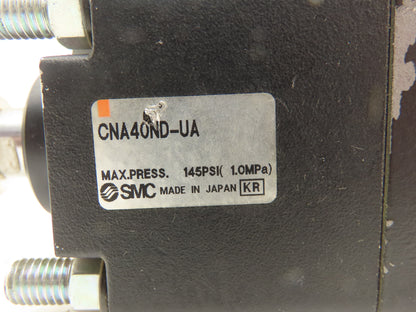 CNA40ND-UA
MAX.PRESS. 145PSI( 1.0MPa)
SMC MADE IN JAPAN KR